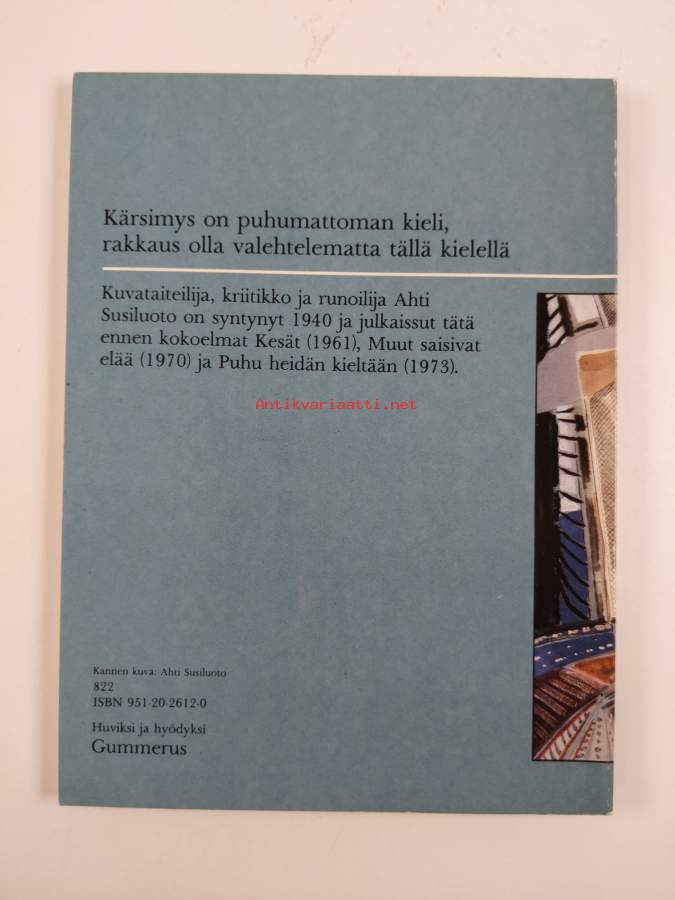 Kärsimys on puhumattoman kieli,
rakkaus olla valehtelematta tällä kielellä
Kuvataiteilija, kriitikko ja runoilija Ahti
Susiluoto on syntynyt 1940 ja julkaissut tätä
ennen kokoelmat Kesät (1961), Muut saisivat
elää (1970) ja Puhu heidän kieltään (1973).
Antikvariaatti.net
Kannen kuva: Ahti Susiluoto
822
ISBN 951-20-2612-0
Huviksi ja hyödyksi
Gummerus